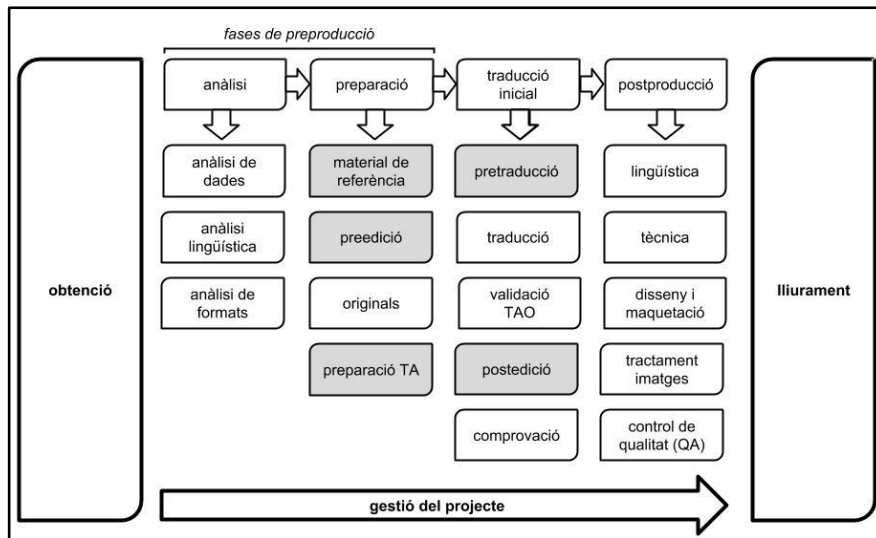 fases de preproducció
obtenció
anàlisi
preparació
traducció
inicial
postproducció
anàlisi de
dades
material de
referència
pretraducció
lingüística
anàlisi
lingüística
preedició
traducció
tècnica
anàlisi de
formats
originals
validació
TAO
disseny i
maquetació
preparació TA
postedició
tractament
imatges
comprovació
control de
qualitat (QA)
lliurament
gestió del projecte